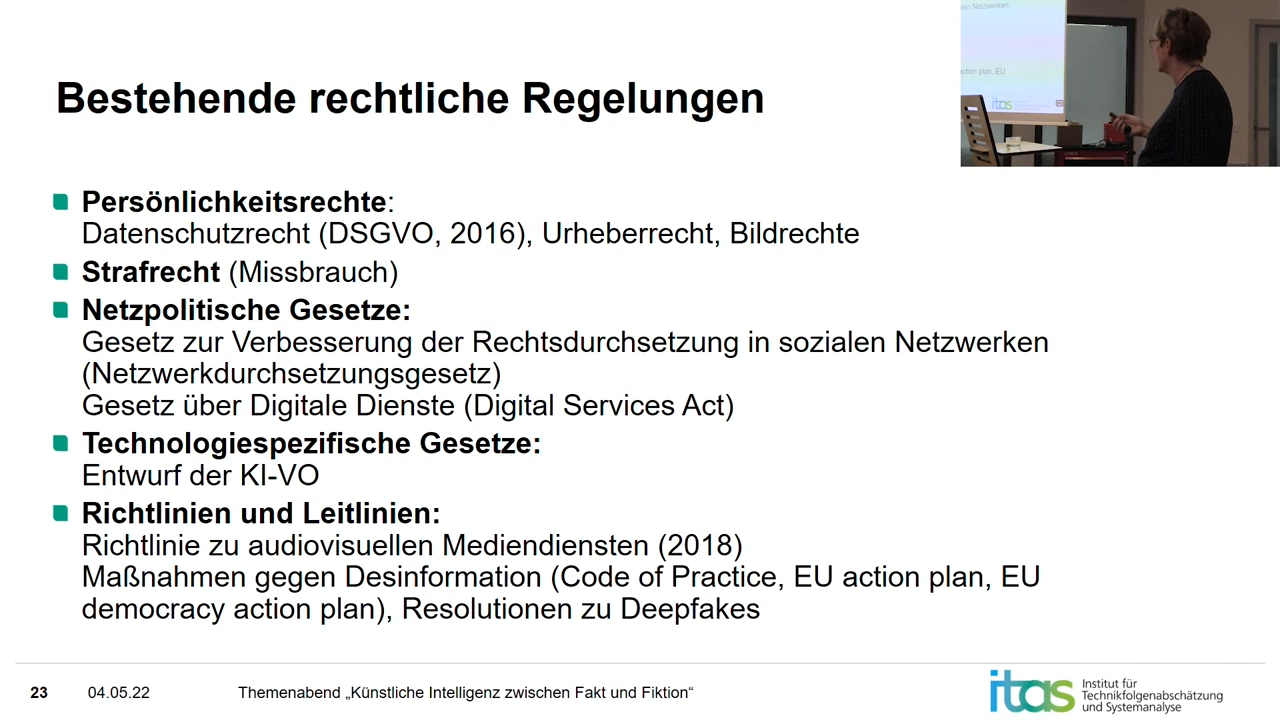 Bestehende rechtliche Regelungen
Persönlichkeitsrechte:
Datenschutzrecht (DSGVO, 2016), Urheberrecht, Bildrechte
Strafrecht (Missbrauch)
Netzpolitische Gesetze:
Gesetz zur Verbesserung der Rechtsdurchsetzung in sozialen Netzwerken
(Netzwerkdurchsetzungsgesetz)
Gesetz über Digitale Dienste (Digital Services Act)
Technologiespezifische Gesetze:
Entwurf der KI-VO
Richtlinien und Leitlinien:
Richtlinie zu audiovisuellen Mediendiensten (2018)
Maßnahmen gegen Desinformation (Code of Practice, EU action plan, EU
democracy action plan), Resolutionen zu Deepfakes
Netzwerken
plan, EU
itas
23 04.05.22 Themenabend „Künstliche Intelligenz zwischen Fakt und Fiktion“
itas
Institut für
Technikfolgenabschätzung
und Systemanalyse